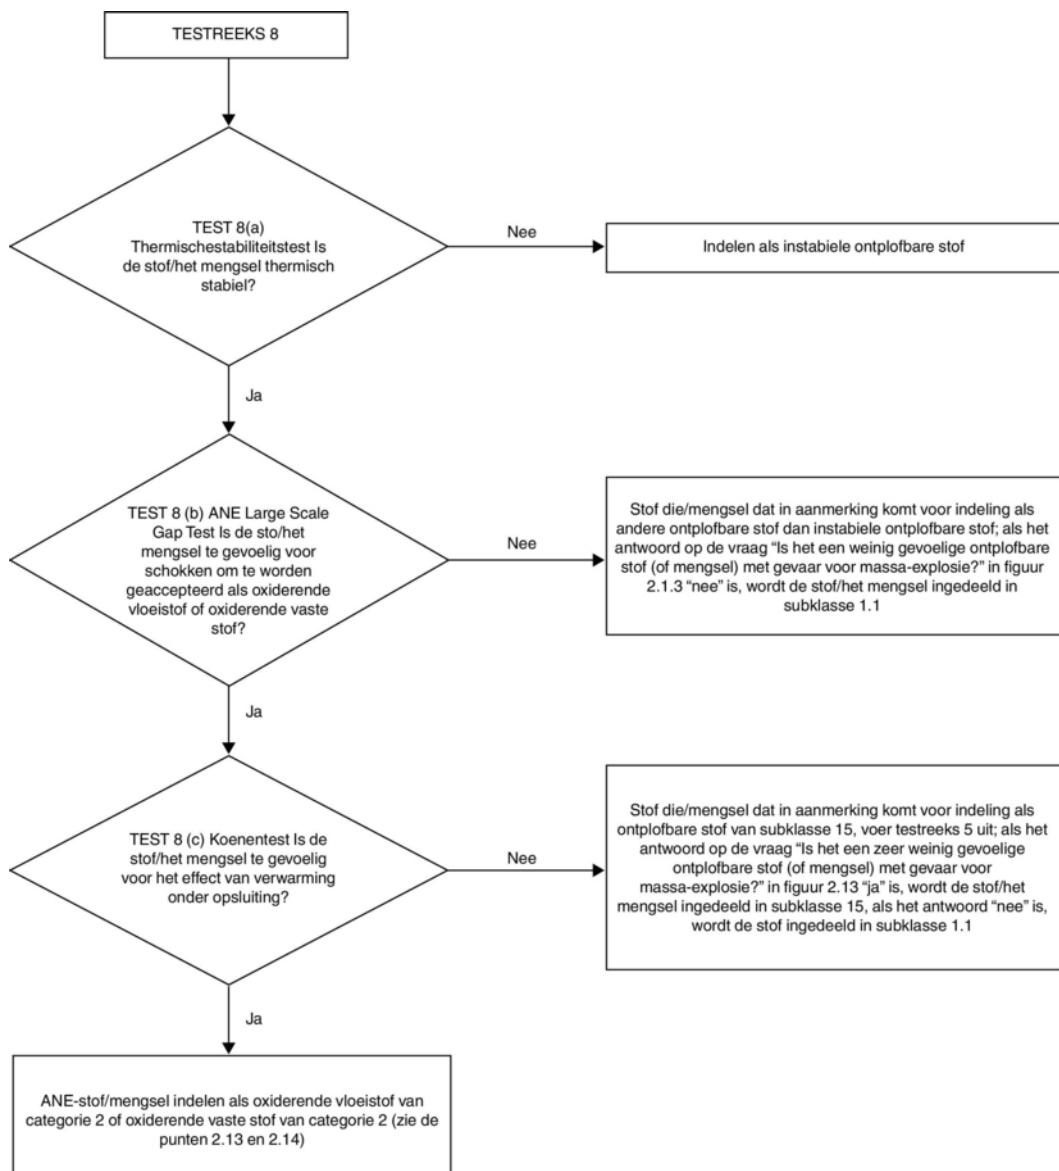 TESTREEKS 8
TEST 8(a)
Thermischestabiliteitstest Is
de stof/het mengsel thermisch
stabiel?
Nee
Indelen als instabiele ontplofbare stof
Ja
TEST 8 (b) ANE Large Scale
Gap Test Is de sto/het
mengsel te gevoelig voor
schokken om te worden
geaccepteerd als oxiderende
vloeistof of oxiderende vaste
stof?
Nee
Stof die/mengsel dat in aanmerking komt voor indeling als
andere ontplofbare stof dan instabiele ontplofbare stof; als het
antwoord op de vraag “Is het een weinig gevoelige ontplofbare
stof (of mengsel) met gevaar voor massa-explosie?” in figuur
2.1.3 “nee” is, wordt de stof/het mengsel ingedeeld in
subklasse 1.1
Ja
TEST 8 (c) Koenentest Is de
stof/het mengsel te gevoelig
voor het effect van verwarming
onder opsluiting?
Nee
Stof die/mengsel dat in aanmerking komt voor indeling als
ontplofbare stof van subklasse 15, voer testreeks 5 uit; als het
antwoord op de vraag “Is het een zeer weinig gevoelige
ontplofbare stof (of mengsel) met gevaar voor
massa-explosie?” in figuur 2.13 “ja” is, wordt de stof/het
mengsel ingedeeld in subklasse 15, als het antwoord “nee” is,
wordt de stof ingedeeld in subklasse 1.1
Ja
ANE-stof/mengsel indelen als oxiderende vloeistof van
categorie 2 of oxiderende vaste stof van categorie 2 (zie de
punten 2.13 en 2.14)